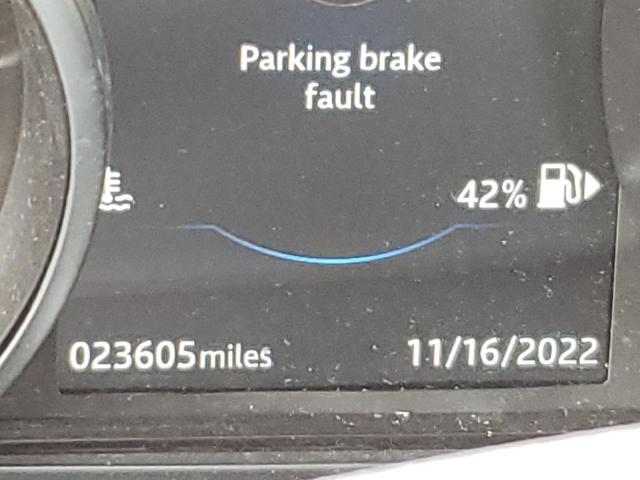 Parking brake
fault
42%
023605miles
11/16/2022